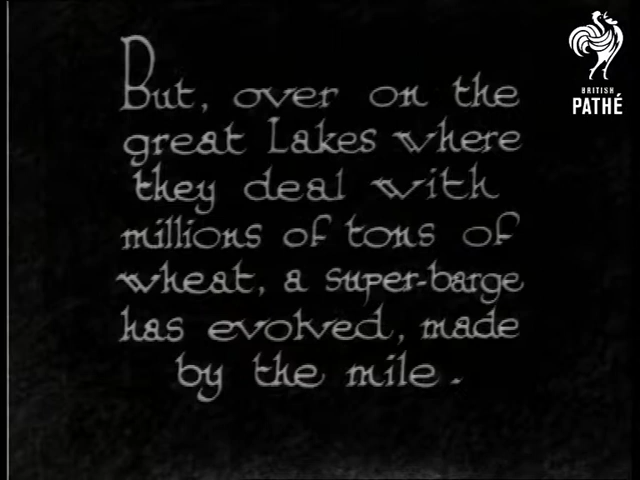 But, over on the
great Lakes where
they deal with
millions of tons of
wheat, a super-barge
has evolved, made
by the mile.
BRITISH
PATHÉ